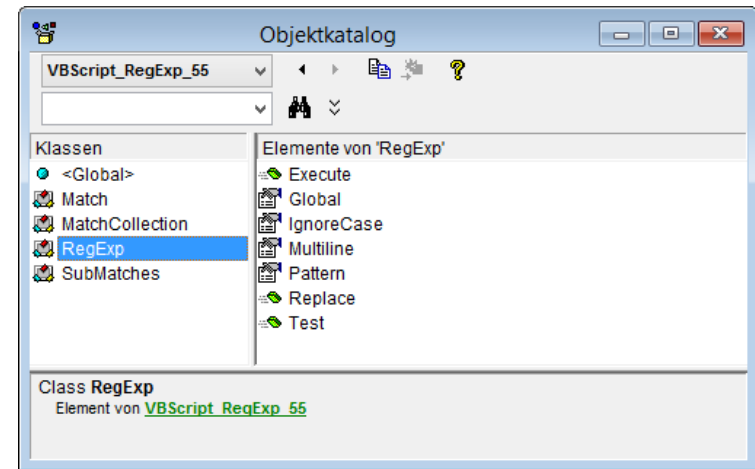 Objektkatalog
VBScript_RegExp_55
Klassen
<Global>
Match
MatchCollection
RegExp
SubMatches
Elemente von 'RegExp'
Execute
Global
IgnoreCase
Multiline
Pattern
Replace
Test
Class RegExp
Element von VBScript_RegExp_55